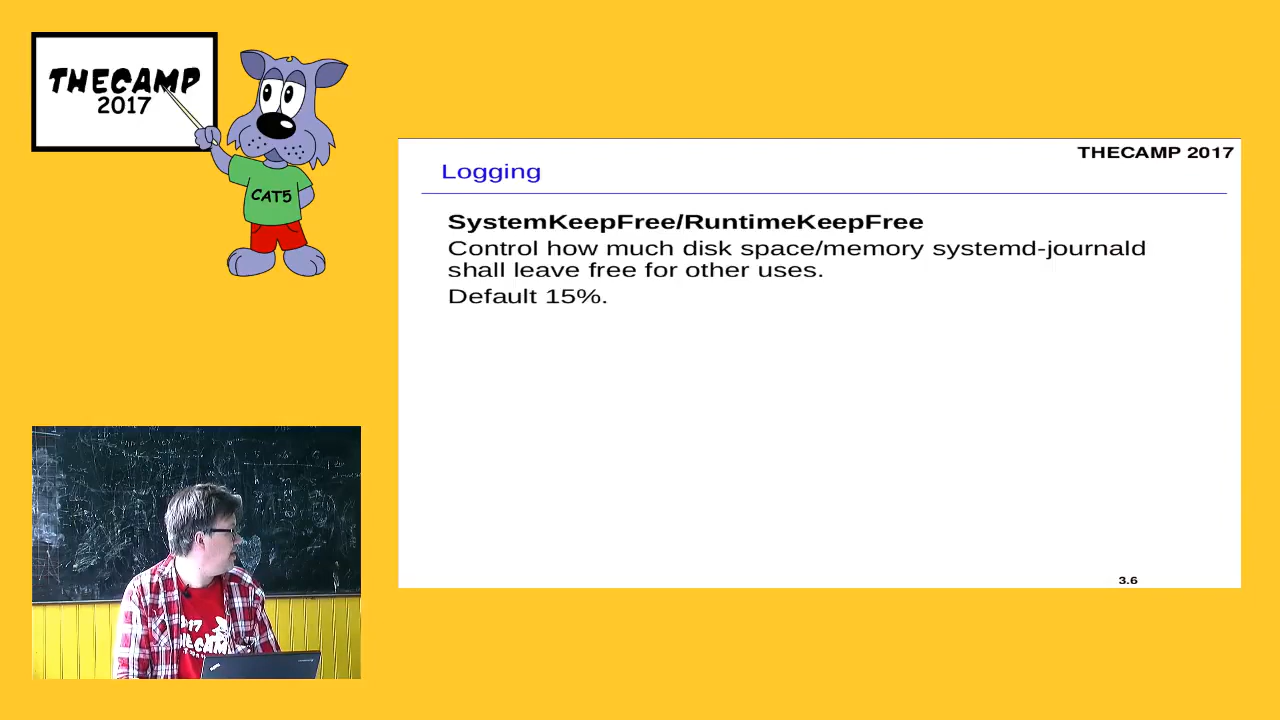 THECAMP
2017
CAT5
THECAMP 2017
Logging
SystemKeepFree/RuntimeKeepFree
Control how much disk space/memory systemd-journald
shall leave free for other uses.
Default 15%.
3.6